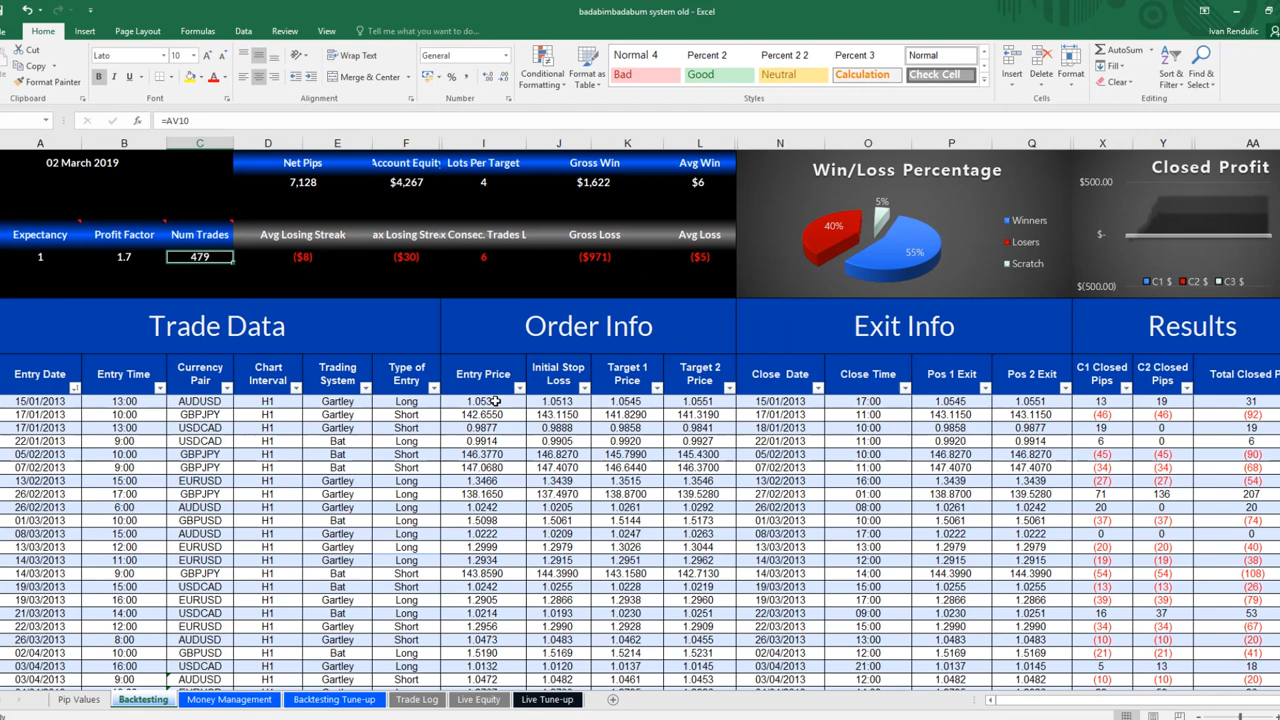 badabimbadabum system old - Excel
Ivan Rendulic
Home Insert Page Layout Formulas Data Review View Tell me what you want to do...
Cut
Copy
Format Painter
Clipboard
Lato 10
B I U
Font
Wrap Text
Merge & Center
Alignment
General
Number
Conditional Formatting
Format as Table
Normal 4 Percent 2 Percent 2 2 Percent 3 Normal
Bad Good Neutral Calculation Check Cell
Styles
Insert Delete Format
Cells
AutoSum
Fill
Clear
Sort & Filter
Find & Select
Editing
fx =AV10
A B C D E F I J K L N O P Q X Y AA
02 March 2019 Net Pips Account Equity Lots Per Target Gross Win Avg Win
7,128 $4,267 4 $1,622 $6
Expectancy Profit Factor Num Trades Avg Losing Streak ax Losing Strea x Consec. Trades L Gross Loss Avg Loss
1 1.7 479 ($8) ($30) 6 ($971) ($5)
Win/Loss Percentage
5%
40%
55%
Winners
Losers
Scratch
Closed Profit
$500.00
$-
$(500.00)
C1 $ C2 $ C3 $
Trade Data Order Info Exit Info Results
Entry Date Entry Time Currency Pair Chart Interval Trading System Type of Entry Entry Price Initial Stop Loss Target 1 Price Target 2 Price Close Date Close Time Pos 1 Exit Pos 2 Exit C1 Closed Pips C2 Closed Pips Total Closed P
15/01/2013 13:00 AUDUSD H1 Gartley Long 1.053 1.0513 1.0545 1.0551 15/01/2013 17:00 1.0545 1.0551 13 19 31
17/01/2013 10:00 GBPJPY H1 Gartley Short 142.6550 143.1150 141.8290 141.3190 17/01/2013 11:00 143.1150 143.1150 (46) (46) (92)
17/01/2013 13:00 USDCAD H1 Gartley Short 0.9877 0.9888 0.9858 0.9841 18/01/2013 10:00 0.9858 0.9877 19 0 19
22/01/2013 9:00 USDCAD H1 Bat Long 0.9914 0.9905 0.9920 0.9927 22/01/2013 11:00 0.9920 0.9914 6 0 6
05/02/2013 10:00 GBPJPY H1 Bat Short 146.3770 146.8270 145.7990 145.4300 05/02/2013 10:00 146.8270 146.8270 (45) (45) (90)
07/02/2013 9:00 GBPJPY H1 Bat Short 147.0680 147.4070 146.6440 146.3700 07/02/2013 11:00 147.4070 147.4070 (34) (34) (68)
13/02/2013 15:00 EURUSD H1 Gartley Long 1.3466 1.3439 1.3515 1.3546 13/02/2013 16:00 1.3439 1.3439 (27) (27) (54)
26/02/2013 17:00 GBPJPY H1 Gartley Long 138.1650 137.4970 138.8700 139.5280 27/02/2013 01:00 138.8700 139.5280 71 136 207
26/02/2013 6:00 AUDUSD H1 Gartley Long 1.0242 1.0205 1.0261 1.0292 26/02/2013 08:00 1.0261 1.0242 20 0 20
01/03/2013 10:00 GBPUSD H1 Bat Long 1.5098 1.5061 1.5144 1.5173 01/03/2013 10:00 1.5061 1.5061 (37) (37) (74)
08/03/2013 15:00 AUDUSD H1 Gartley Long 1.0222 1.0209 1.0247 1.0263 08/03/2013 17:00 1.0222 1.0222 0 0 0
13/03/2013 12:00 EURUSD H1 Gartley Long 1.2999 1.2979 1.3026 1.3044 13/03/2013 13:00 1.2979 1.2979 (20) (20) (40)
14/03/2013 11:00 EURUSD H1 Gartley Long 1.2934 1.2915 1.2961 1.2980 14/03/2013 12:00 1.2915 1.2915 (19) (19) (38)
14/03/2013 9:00 GBPJPY H1 Bat Short 143.8590 144.3990 143.1580 142.7130 14/03/2013 10:00 144.3990 144.3990 (54) (54) (108)
19/03/2013 15:00 USDCAD H1 Bat Short 1.0242 1.0255 1.0228 1.0219 19/03/2013 15:00 1.0255 1.0255 (13) (13) (26)
19/03/2013 16:00 EURUSD H1 Gartley Long 1.2905 1.2866 1.2938 1.2960 19/03/2013 17:00 1.2866 1.2866 (39) (39) (79)
21/03/2013 14:00 USDCAD H1 Bat Long 1.0214 1.0193 1.0230 1.0251 22/03/2013 09:00 1.0230 1.0251 16 37 53
22/03/2013 12:00 EURUSD H1 Gartley Short 1.2956 1.2990 1.2928 1.2909 22/03/2013 13:00 1.2990 1.2990 (34) (34) (67)
26/03/2013 8:00 AUDUSD H1 Gartley Short 1.0473 1.0483 1.0462 1.0455 26/03/2013 12:00 1.0483 1.0483 (10) (10) (20)
02/04/2013 10:00 GBPUSD H1 Bat Short 1.5190 1.5169 1.5214 1.5231 02/04/2013 11:00 1.5169 1.5169 (21) (21) (41)
03/04/2013 16:00 USDCAD H1 Gartley Long 1.0132 1.0122 1.0137 1.0145 03/04/2013 17:00 1.0137 1.0145 5 13 18
03/04/2013 9:00 AUDUSD H1 Gartley Short 1.0472 1.0482 1.0461 1.0453 03/04/2013 12:00 1.0482 1.0482 (10) (10) (20)
Pip Values Backtesting Money Management Backtesting Tune-up Trade Log Live Equity Live Tune-up